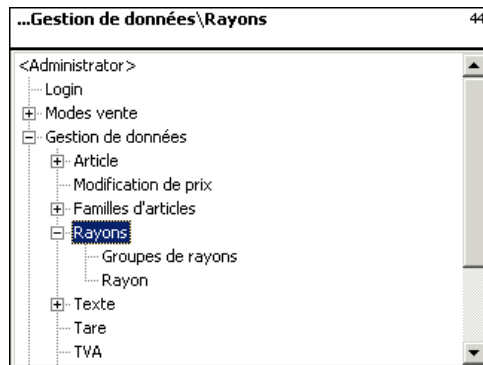 ...Gestion de données\Rayons 44
<Administrator>
Login
Modes vente
Gestion de données
Article
Modification de prix
Familles d'articles
Rayons
Groupes de rayons
Rayon
Texte
Tare
TVA